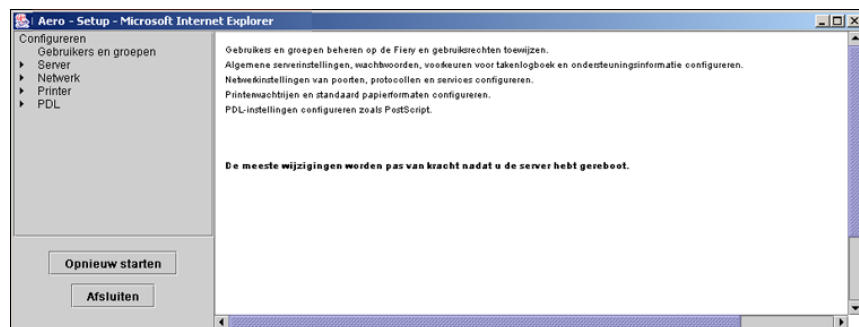 Aero - Setup - Microsoft Internet Explorer
Configureren
Gebruikers en groepen
Server
Netwerk
Printer
PDL
Opnieuw starten
Afsluiten
Gebruikers en groepen beheren op de Fiery en gebruiksrechten toewijzen.
Algemene serverinstellingen, wachtwoorden, voorkeuren voor takenlogboek en ondersteuningsinformatie configureren.
Netwerkinstellingen van poorten, protocollen en services configureren.
Printerwachtrijen en standaard papierformaten configureren.
PDL-instellingen configureren zoals PostScript.
De meeste wijzigingen worden pas van kracht nadat u de server hebt gereboot.